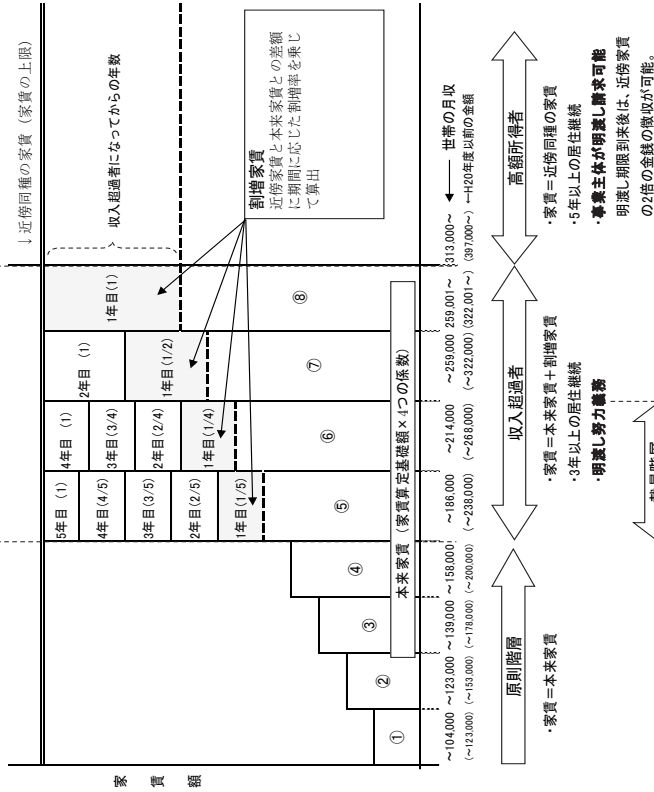 ↓近傍同種の家賃（家賃の上限）
収入超過者になってからの年数
5年目（1）
4年目(4/5)
3年目(3/5)
2年目(2/5)
1年目(1/5)
4年目（1）
3年目(3/4)
2年目(2/4)
1年目(1/4)
2年目（1）
1年目(1/2)
1年目(1)
割増家賃
近傍家賃と本来家賃との差額
に期間に応じた割増率を乗じ
て算出
家賃額
①
②
③
④
⑤
⑥
⑦
⑧
本来家賃（家賃算定基礎額×4つの係数）
~104,000 ~123,000 ~139,000 ~158,000 ~186,000 ~214,000 ~259,000 259,001~ 313,000~ ← 世帯の月収
(~123,000) (~153,000) (~178,000) (~200,000) (~238,000) (~268,000) (~322,000) (322,001~) (397,000~) ←H20年度以前の金額
原則階層
・家賃＝本来家賃
収入超過者
・家賃＝本来家賃＋割増家賃
・3年以上の居住継続
・明渡し努力義務
高額所得者
・家賃＝近傍同種の家賃
・5年以上の居住継続
・事業主体が明渡し請求可能
明渡し期限到来後は、近傍家賃
の2倍の金銭の徴収が可能。